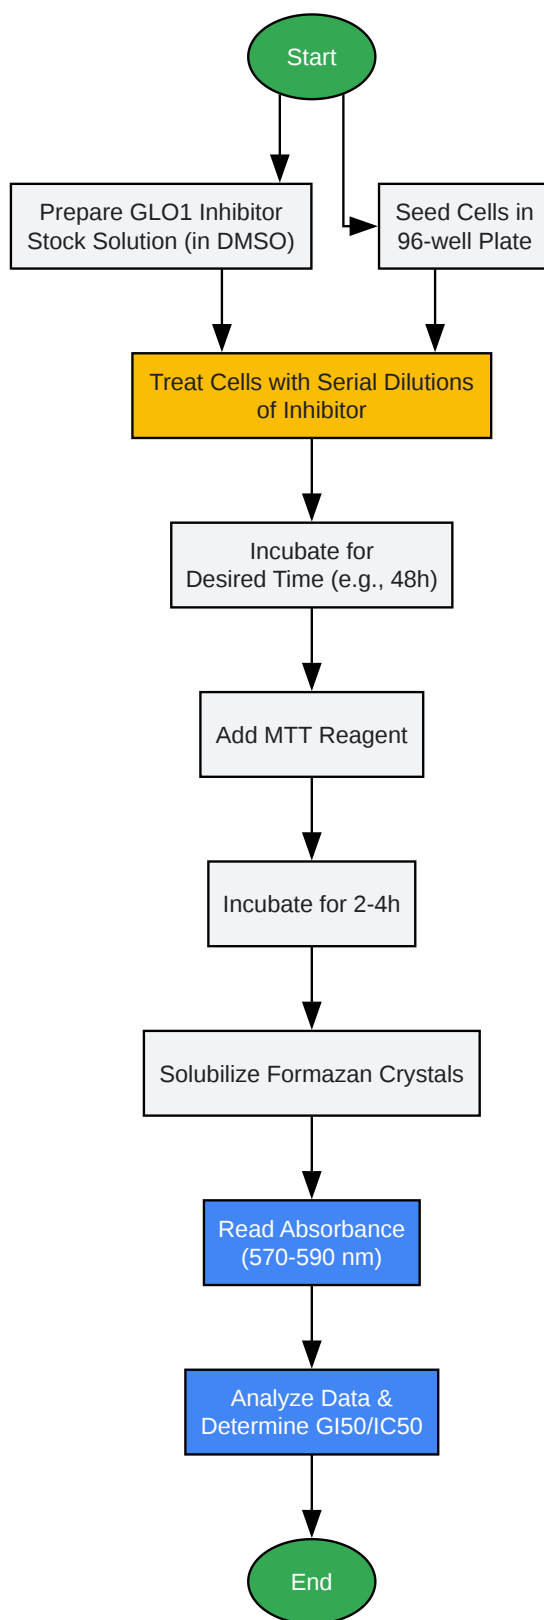 Start
Prepare GLO1 Inhibitor
Stock Solution (in DMSO)
Seed Cells in
96-well Plate
Treat Cells with Serial Dilutions
of Inhibitor
Incubate for
Desired Time (e.g., 48h)
Add MTT Reagent
Incubate for 2-4h
Solubilize Formazan Crystals
Read Absorbance
(570-590 nm)
Analyze Data &
Determine GI50/IC50
End